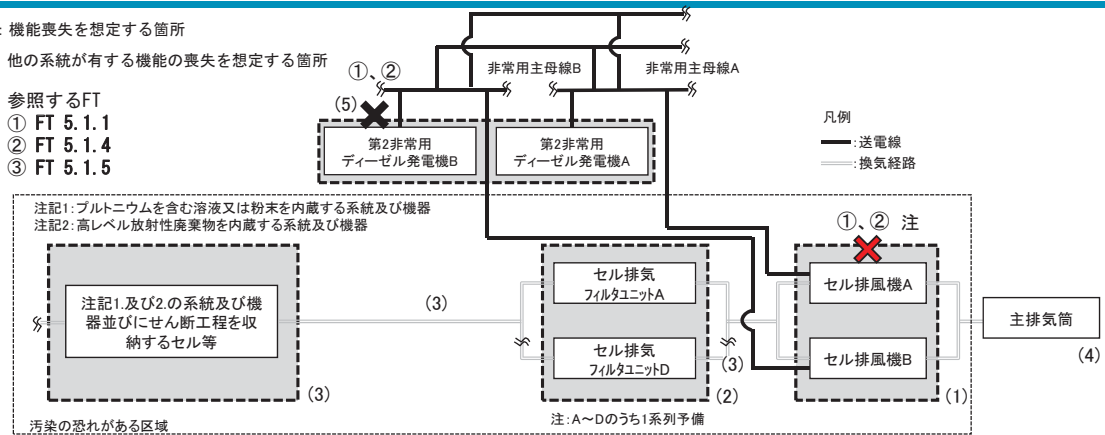 : 機能喪失を想定する箇所
他の系統が有する機能の喪失を想定する箇所
参照するFT
① FT 5.1.1
② FT 5.1.4
③ FT 5.1.5
①、②
(5)
非常用主母線B
非常用主母線A
第2非常用
ディーゼル発電機B
第2非常用
ディーゼル発電機A
凡例
:送電線
:換気経路
注記1:プルトニウムを含む溶液又は粉末を内蔵する系統及び機器
注記2:高レベル放射性廃棄物を内蔵する系統及び機器
注記1.及び2.の系統及び機
器並びにせん断工程を収
納するセル等
(3)
(3)
セル排気
フィルタユニットA
セル排気
フィルタユニットD
(3)
(2)
注:A~Dのうち1系列予備
①、② 注
セル排風機A
セル排風機B
(1)
主排気筒
(4)
汚染の恐れがある区域